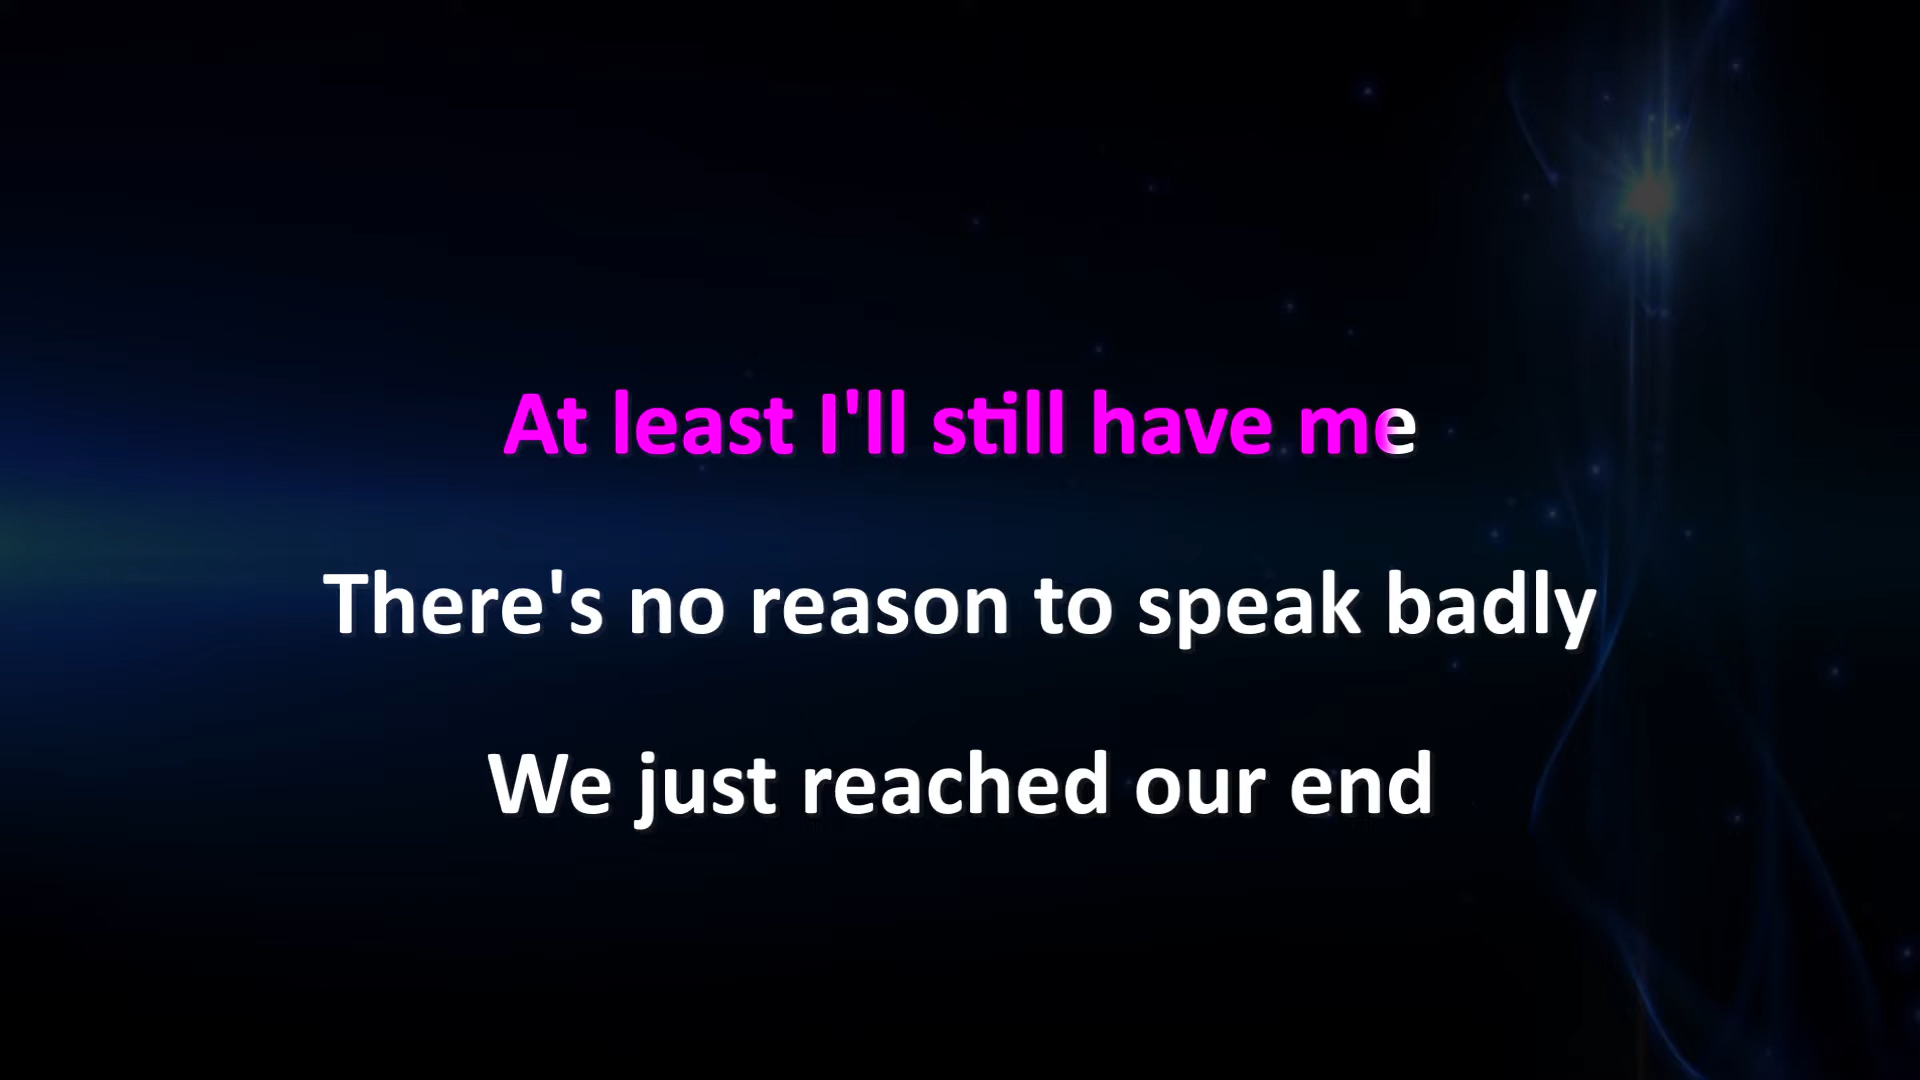 At least I'll still have me
There's no reason to speak badly
We just reached our end